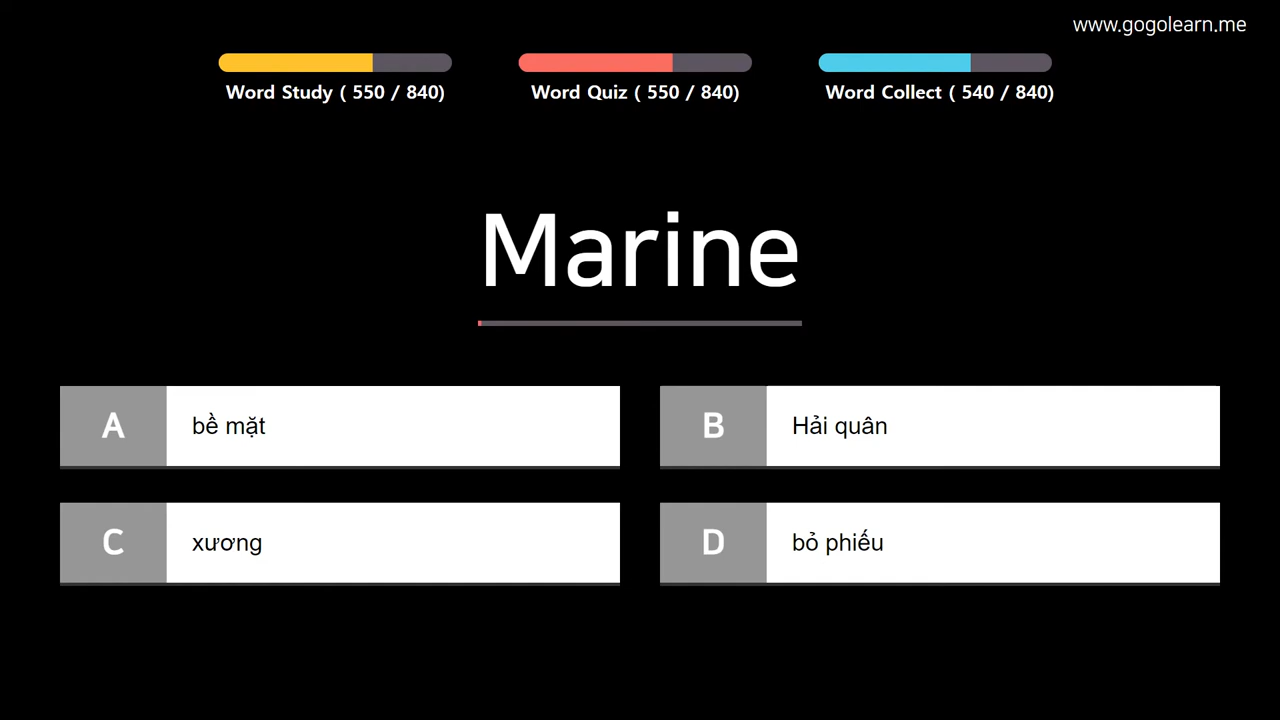 www.gogolearn.me
Word Study ( 550 / 840)
Word Quiz ( 550 / 840)
Word Collect ( 540 / 840)
Marine
A bề mặt
B Hải quân
C xương
D bỏ phiếu